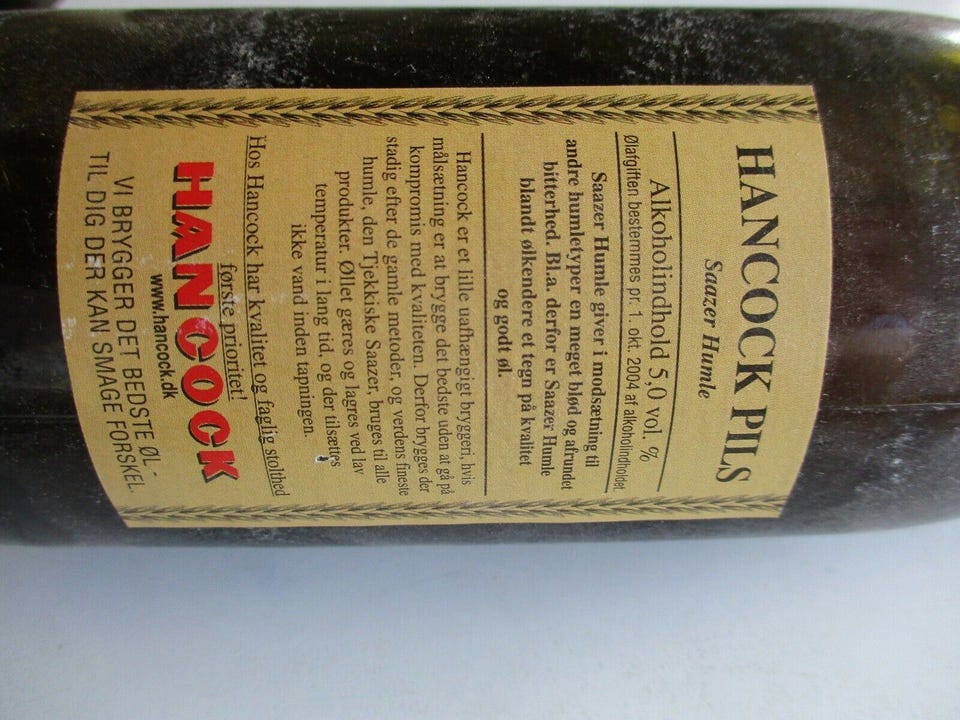 HANCOCK PILS
Saazer Humle
Alkoholindhold 5,0 vol. %
Ølafgiften bestemmes pr. 1. okt. 2004 af alkoholindholdet.
Saazer Humle giver i modsætning til
andre humletyper en meget blød og afrundet
bitterhed. Bl.a. derfor er Saazer Humle
blandt ølkendere et tegn på kvalitet
og godt øl.
Hancock er et lille uafhængigt bryggeri, hvis
målsætning er at brygge det bedste uden at gå på
kompromis med kvaliteten. Derfor brygges der
stadig efter de gamle metoder, og verdens fineste
humle, den Tjekkiske Saazer, bruges til alle
produkter. Øllet gæres og lagres ved lav
temperatur i lang tid, og der tilsættes
ikke vand inden tapningen.
Hos Hancock har kvalitet og faglig stolthed
første prioritet!
HANCOCK
www.hancock.dk
VI BRYGGER DET BEDSTE ØL -
TIL DIG DER KAN SMAGE FORSKEL.